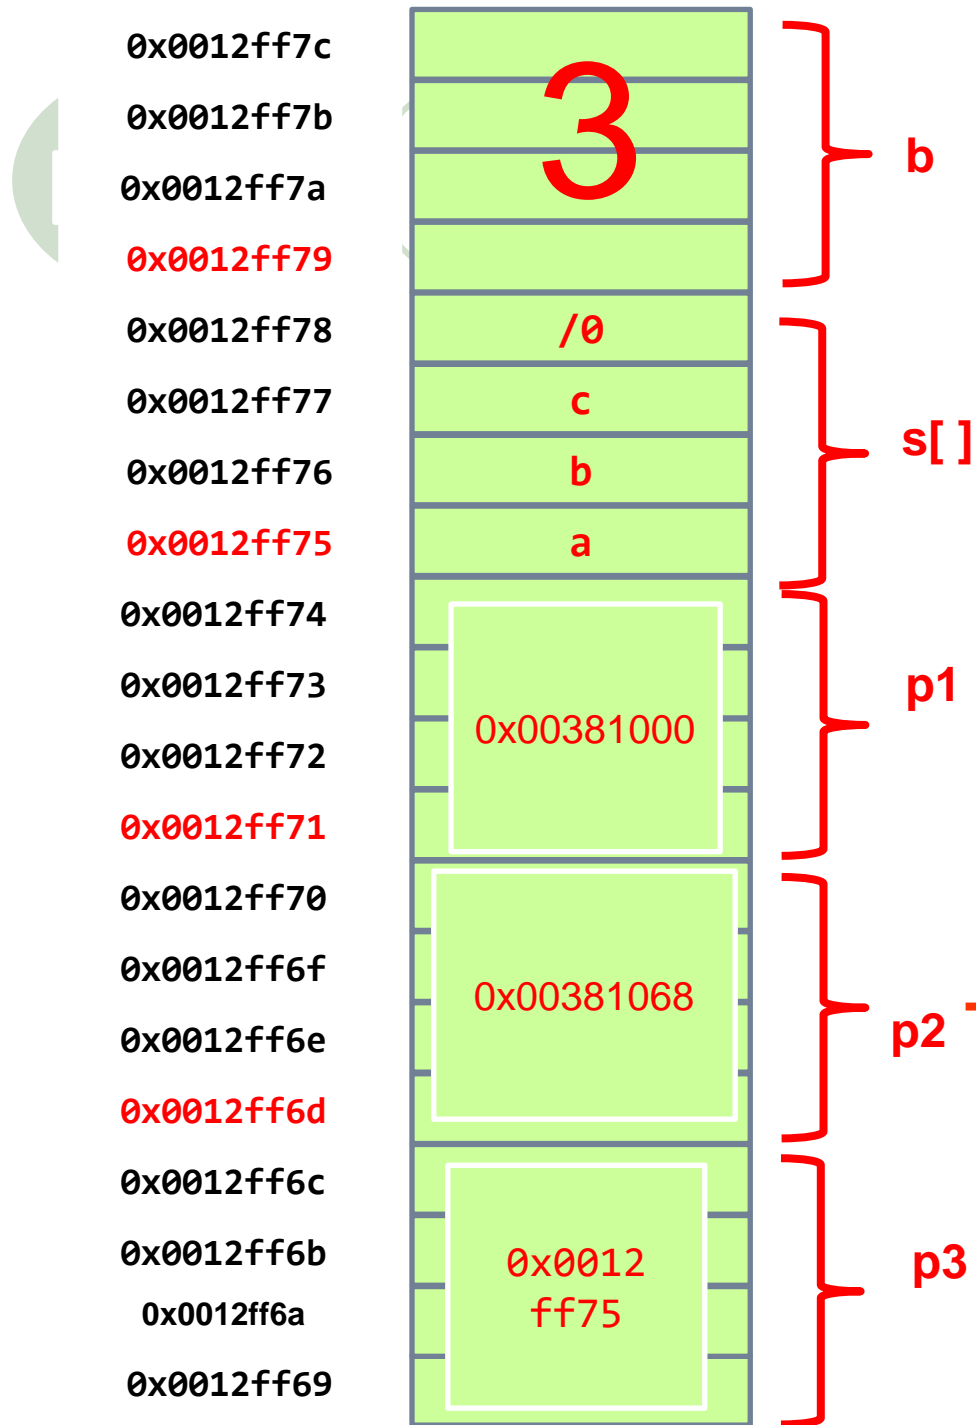 0x0012ff7c
0x0012ff7b
3
b
0x0012ff7a
0x0012ff79
0x0012ff78 /0
0x0012ff77 c
s[ ]
0x0012ff76 b
0x0012ff75 a
0x0012ff74
0x0012ff73
p1
0x00381000
0x0012ff72
0x0012ff71
0x0012ff70
0x0012ff6f
0x00381068
p2
0x0012ff6e
0x0012ff6d
0x0012ff6c
0x0012ff6b
0x0012
ff75
p3
0x0012ff6a
0x0012ff69